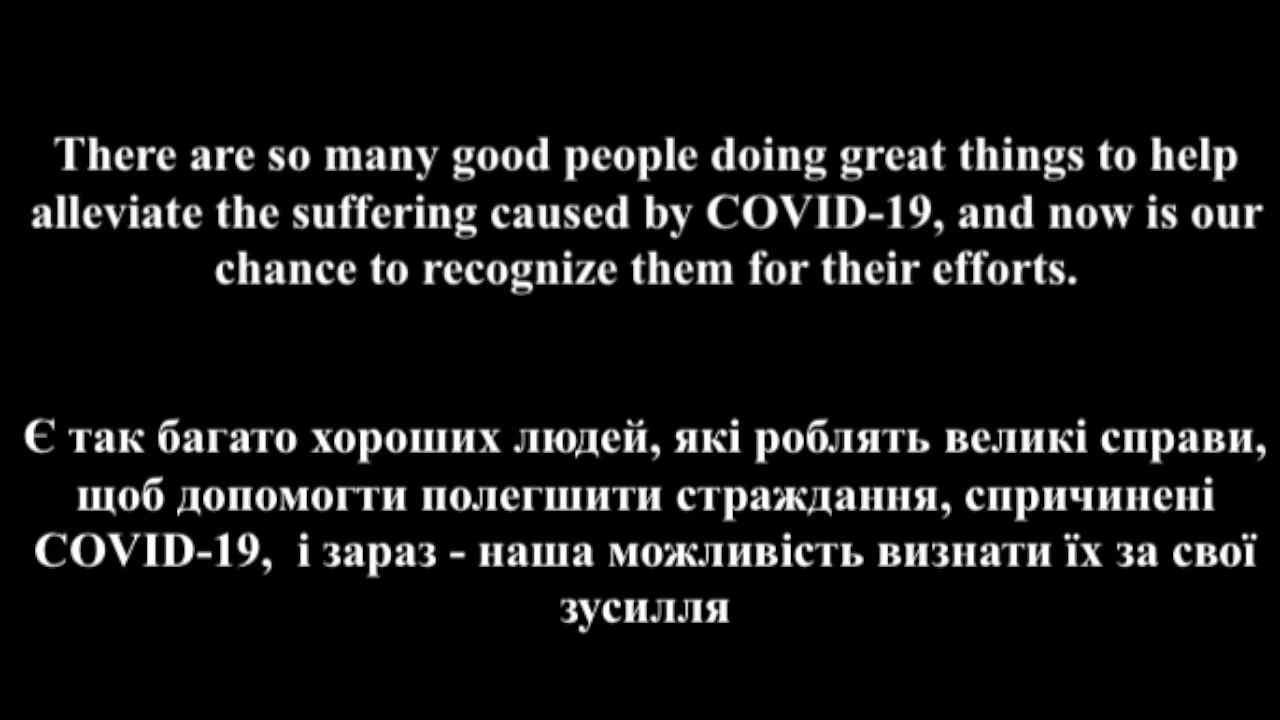 There are so many good people doing great things to help
alleviate the suffering caused by COVID-19, and now is our
chance to recognize them for their efforts.
Є так багато хороших людей, які роблять великі справи,
щоб допомогти полегшити страждання, спричинені
COVID-19,  і зараз - наша можливість визнати їх за свої
зусилля